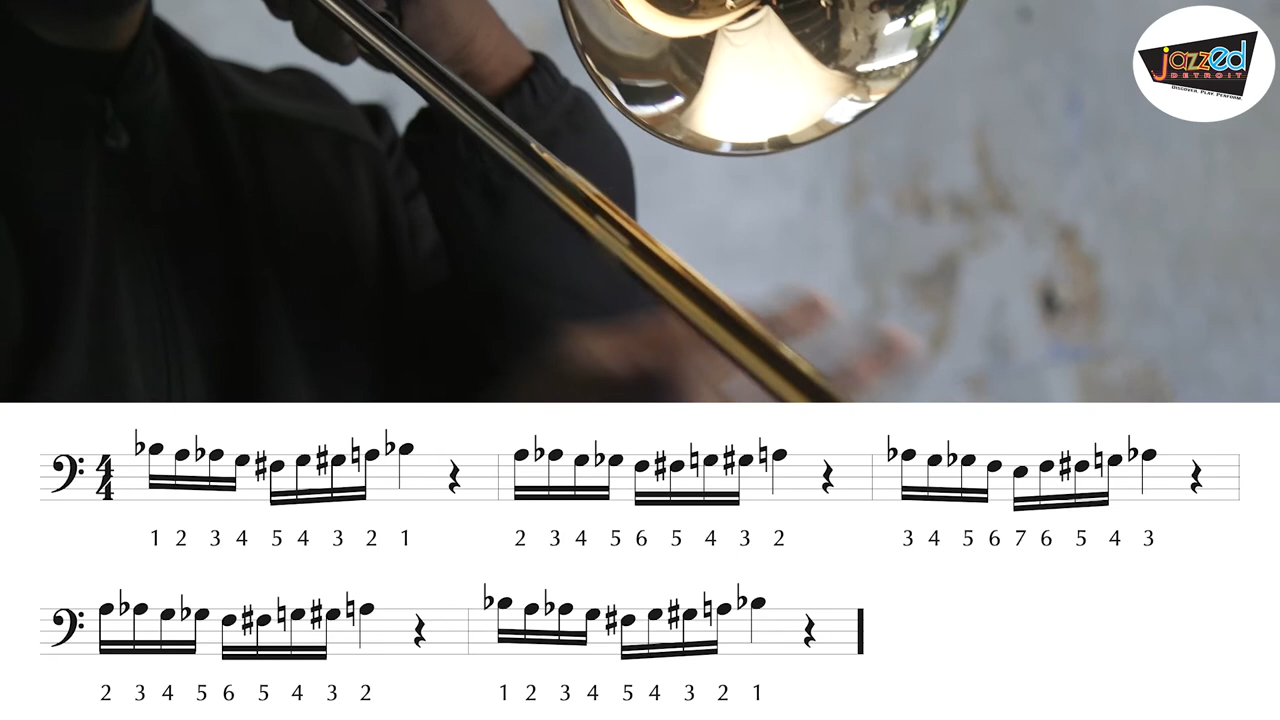 jazzEd
DETROIT
DISCOVER. PLAY. PERFORM.
4
4
1 2 3 4 5 4 3 2 1 2 3 4 5 6 5 4 3 2 3 4 5 6 7 6 5 4 3
2 3 4 5 6 5 4 3 2 1 2 3 4 5 4 3 2 1